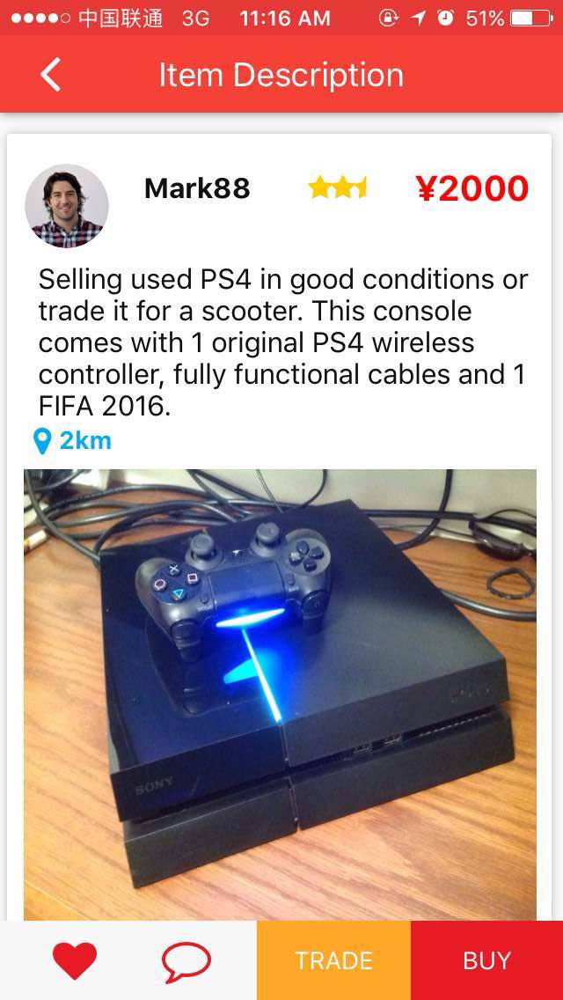 中国联通 3G 11:16 AM 51%
Item Description
Mark88 ¥2000
Selling used PS4 in good conditions or
trade it for a scooter. This console
comes with 1 original PS4 wireless
controller, fully functional cables and 1
FIFA 2016.
2km
SONY
TRADE BUY